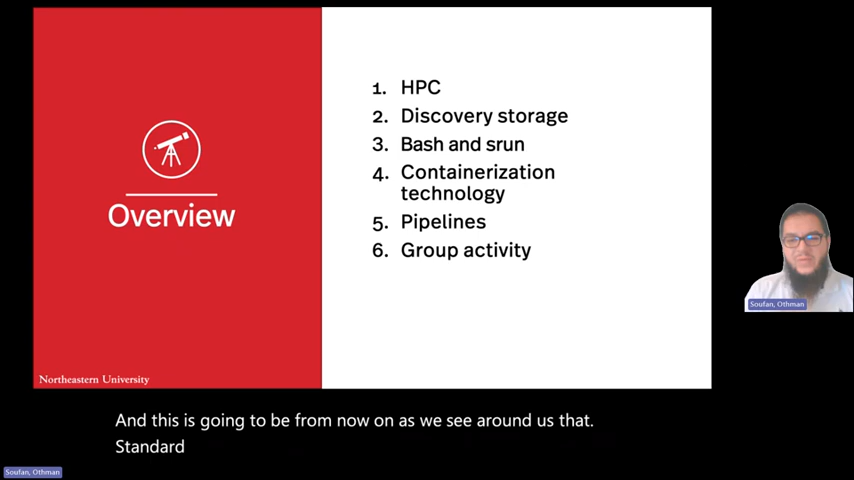 Overview
1. HPC
2. Discovery storage
3. Bash and srun
4. Containerization
technology
5. Pipelines
6. Group activity
Northeastern University
Soufan, Othman
And this is going to be from now on as we see around us that.
Standard
Soufan, Othman